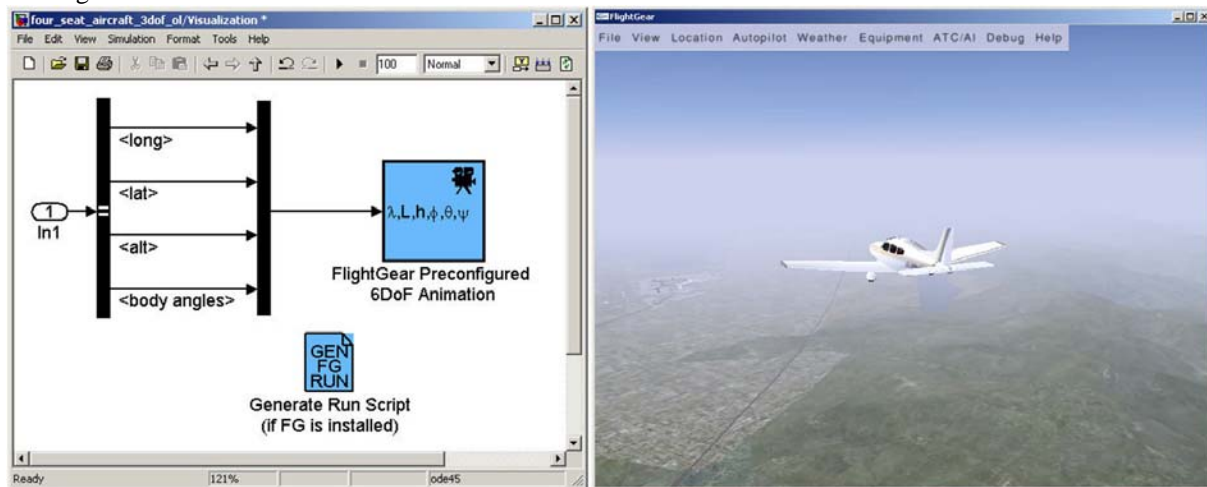 four_seat_aircraft_3dof_ol/Visualization *
File Edit View Simulation Format Tools Help
100 Normal
<long>
<lat>
<alt>
<body angles>
1
In1
λ,L,h,ϕ,θ,ψ
FlightGear Preconfigured
6DoF Animation
GEN
FG
RUN
Generate Run Script
(if FG is installed)
Ready 121% ode45
FlightGear
File View Location Autopilot Weather Equipment ATC/AI Debug Help